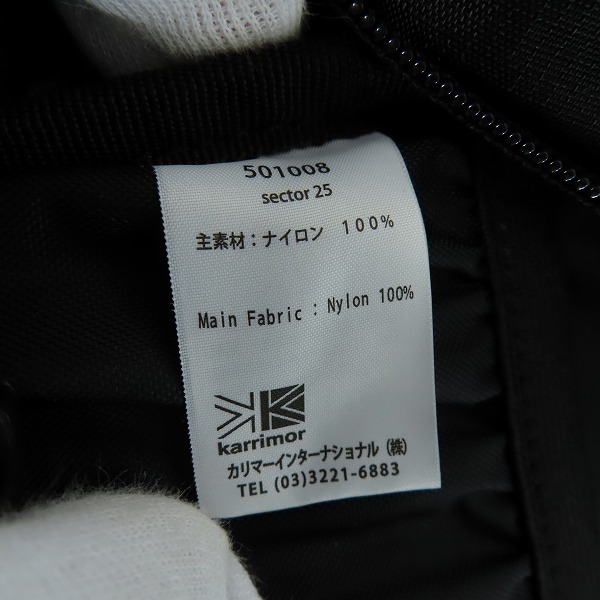 501008
sector 25
主素材：ナイロン 100%
Main Fabric : Nylon 100%
karrimor
カリマーインターナショナル（株）
TEL (03)3221-6883